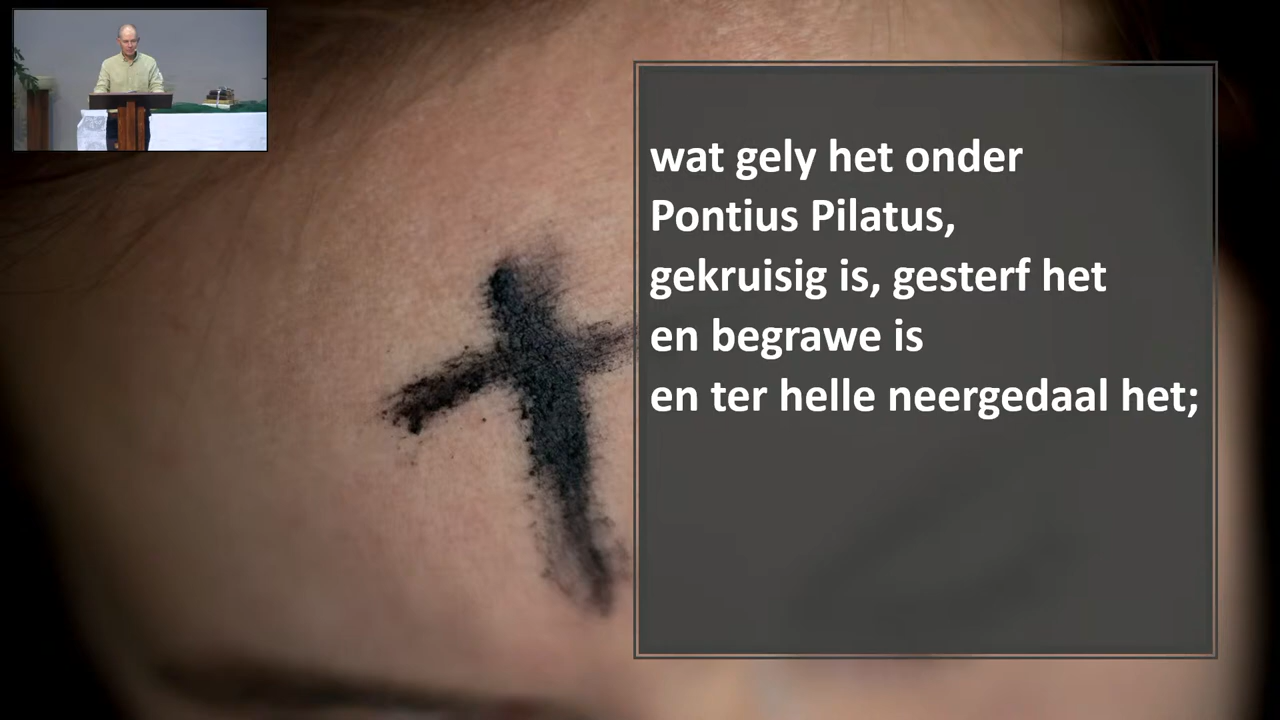 wat gely het onder
Pontius Pilatus,
gekruisig is, gesterf het
en begrawe is
en ter helle neergedaal het;